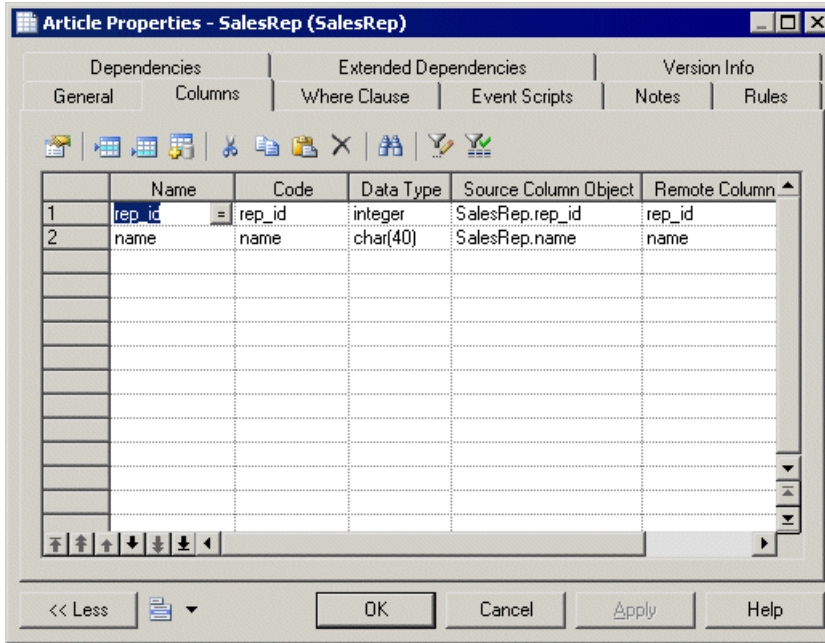 Article Properties - SalesRep (SalesRep)
Dependencies Extended Dependencies Version Info
General Columns Where Clause Event Scripts Notes Rules
Name Code Data Type Source Column Object Remote Column
1 rep_id = rep_id integer SalesRep.rep_id rep_id
2 name name char(40) SalesRep.name name
<< Less OK Cancel Apply Help